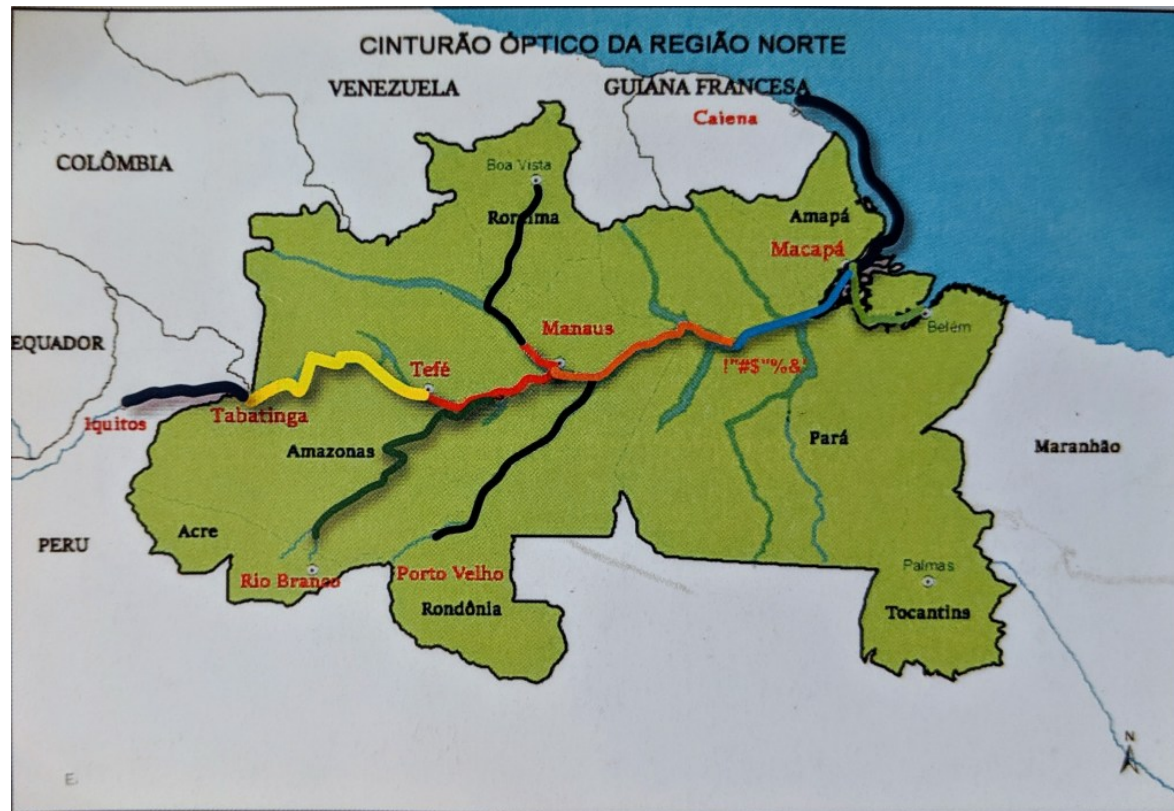 CINTURÃO ÓPTICO DA REGIÃO NORTE
VENEZUELA
GUIANA FRANCESA
Caiena
COLÔMBIA
Boa Vista
Roraima
Amapá
Macapá
EQUADOR
Manaus
Belém
Tefé
!"#$"%&'
Iquitos
Tabatinga
Amazonas
Pará
Maranhão
PERU
Acre
Rio Branco
Porto Velho
Palmas
Rondônia
Tocantins
N
E.